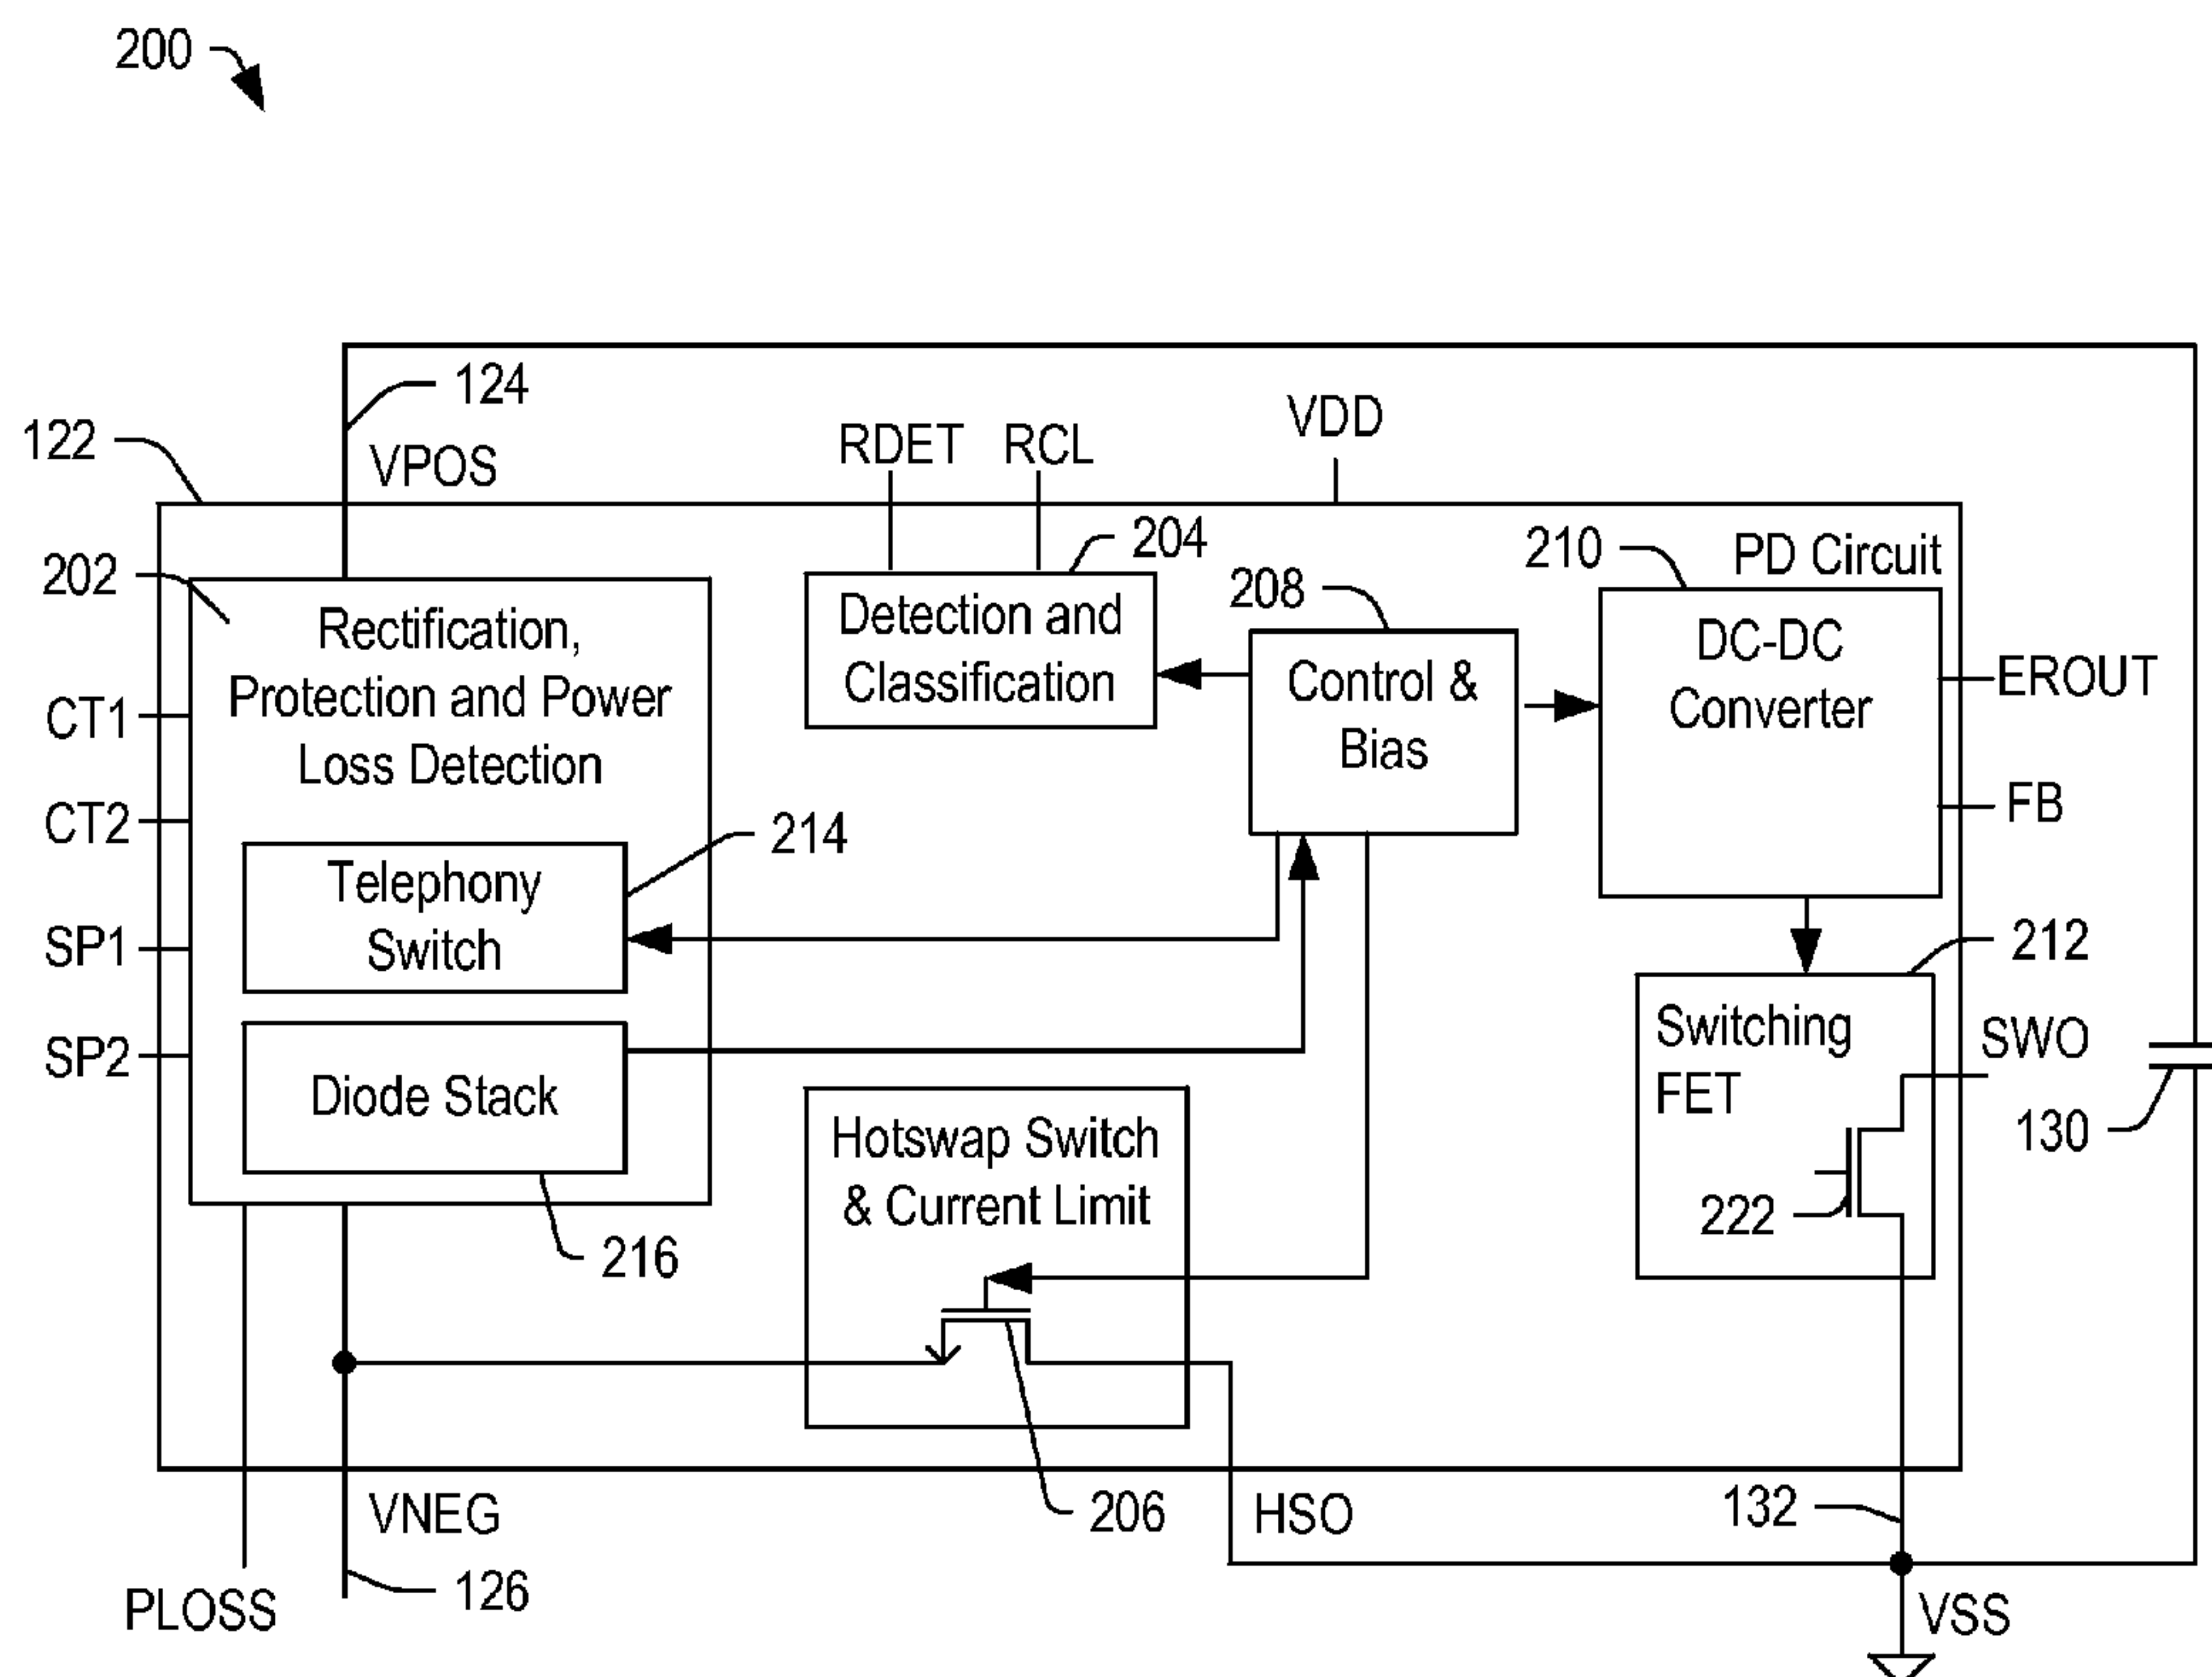 200
124
122
VPOS
RDET
RCL
VDD
202
204
208
210
PD Circuit
Rectification,
Protection and Power
Loss Detection
Detection and
Classification
Control &
Bias
DC-DC
Converter
EROUT
FB
CT1
CT2
SP1
SP2
Telephony
Switch
214
Diode Stack
216
Hotswap Switch
& Current Limit
206
212
Switching
FET
SWO
222
130
VNEG
126
PLOSS
HSO
132
VSS